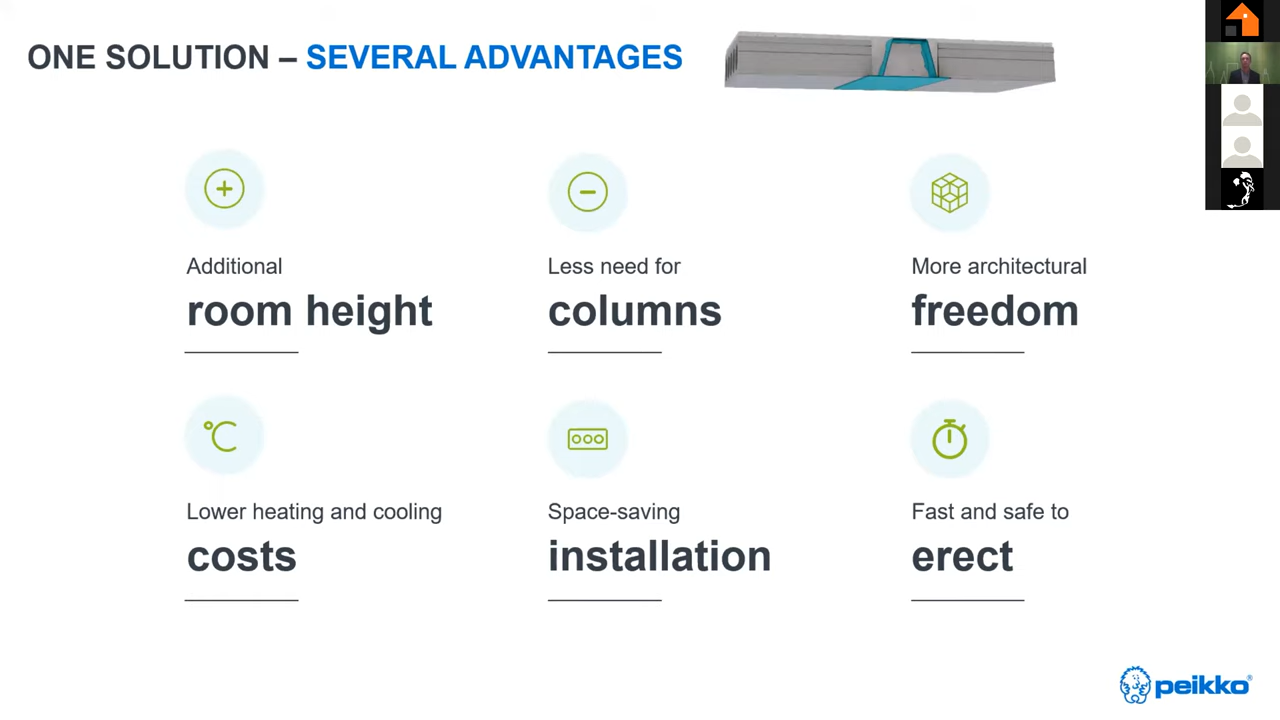 ONE SOLUTION – SEVERAL ADVANTAGES
Additional
room height
Less need for
columns
More architectural
freedom
°C
Lower heating and cooling
costs
Space-saving
installation
Fast and safe to
erect
peikko®